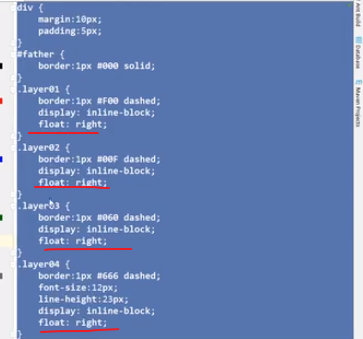 div {
margin:10px;
padding:5px;
}
#father {
border:1px #000 solid;
}
.layer01 {
border:1px #F00 dashed;
display: inline-block;
float: right;
}
.layer02 {
border:1px #00F dashed;
display: inline-block;
float: right;
}
.layer03 {
border:1px #060 dashed;
display: inline-block;
float: right;
}
.layer04 {
border:1px #666 dashed;
font-size:12px;
line-height:23px;
display: inline-block;
float: right;
}
Ant Build
Database
Maven Projects